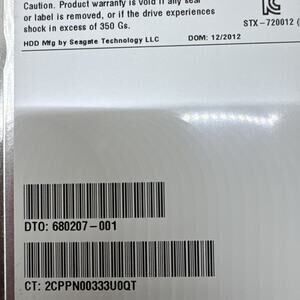 Caution. Product warranty is void if any seal
or label is removed, or if the drive experiences
shock in excess of 350 Gs.
STX-720012 (
HDD Mfg by Seagate Technology LLC
DOM: 12/2012
DTO: 680207-001
CT: 2CPPN00333U0QT